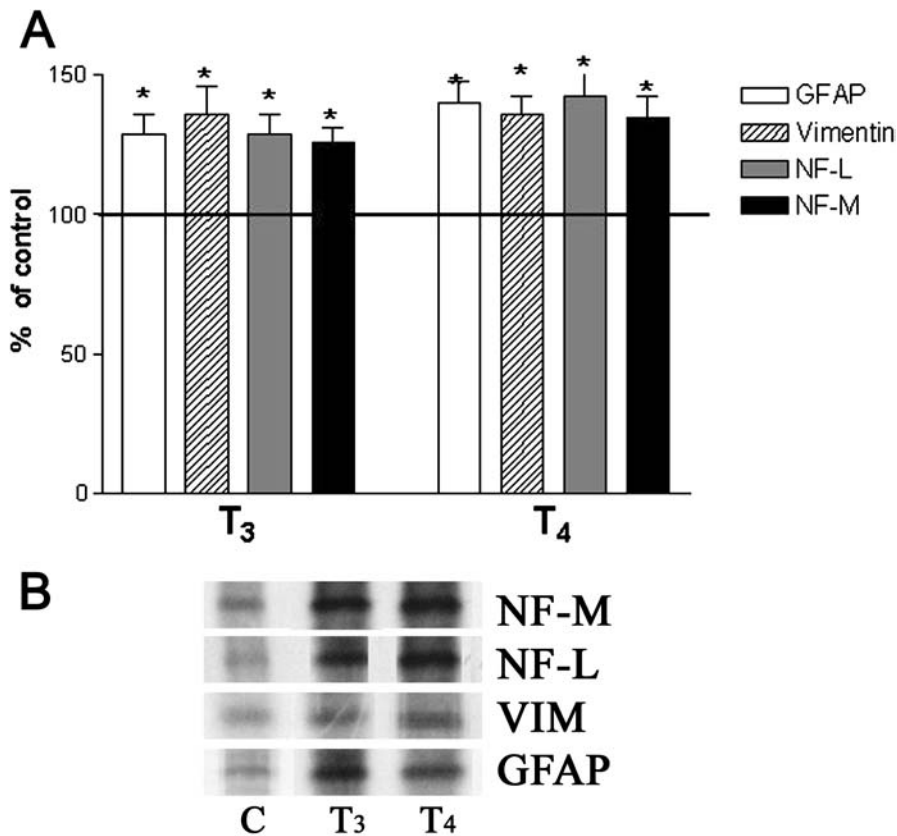 A
150
100
50
0
% of control
* * * * * * * *
T3 T4
GFAP
Vimentin
NF-L
NF-M
B
NF-M
NF-L
VIM
GFAP
C T3 T4